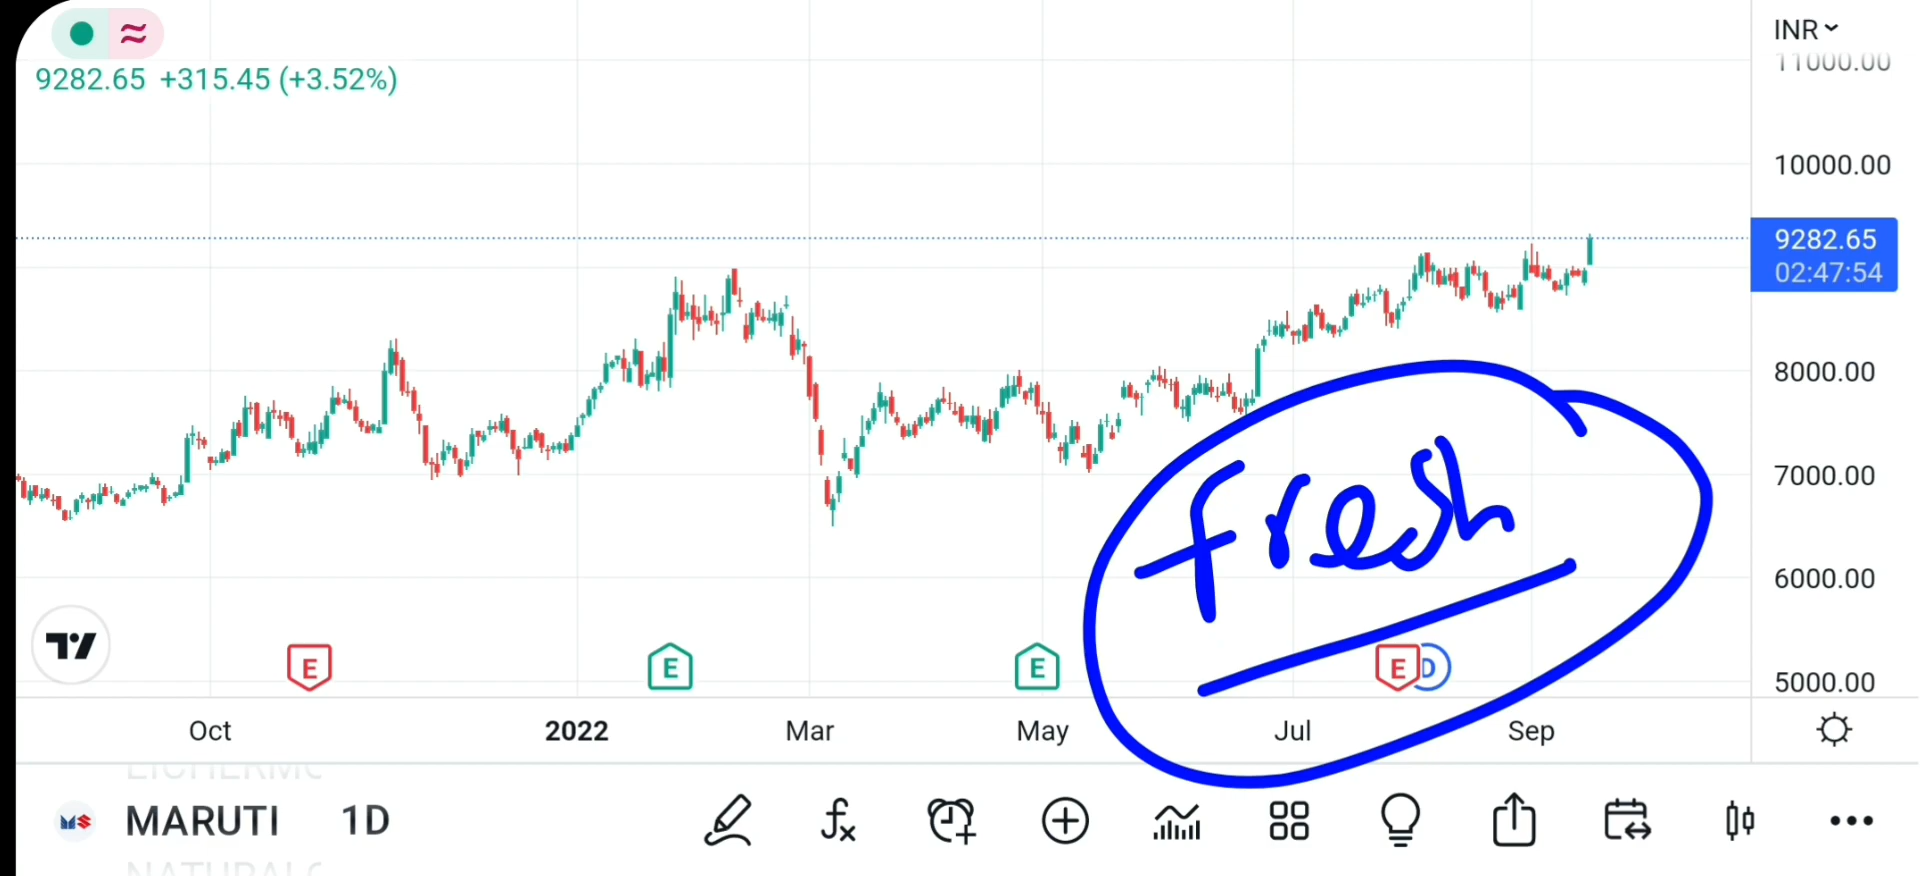 INR
11000.00
9282.65 +315.45 (+3.52%)
10000.00
9282.65
02:47:54
8000.00
7000.00
fresh
6000.00
E E E E D
5000.00
Oct 2022 Mar May Jul Sep
MARUTI 1D